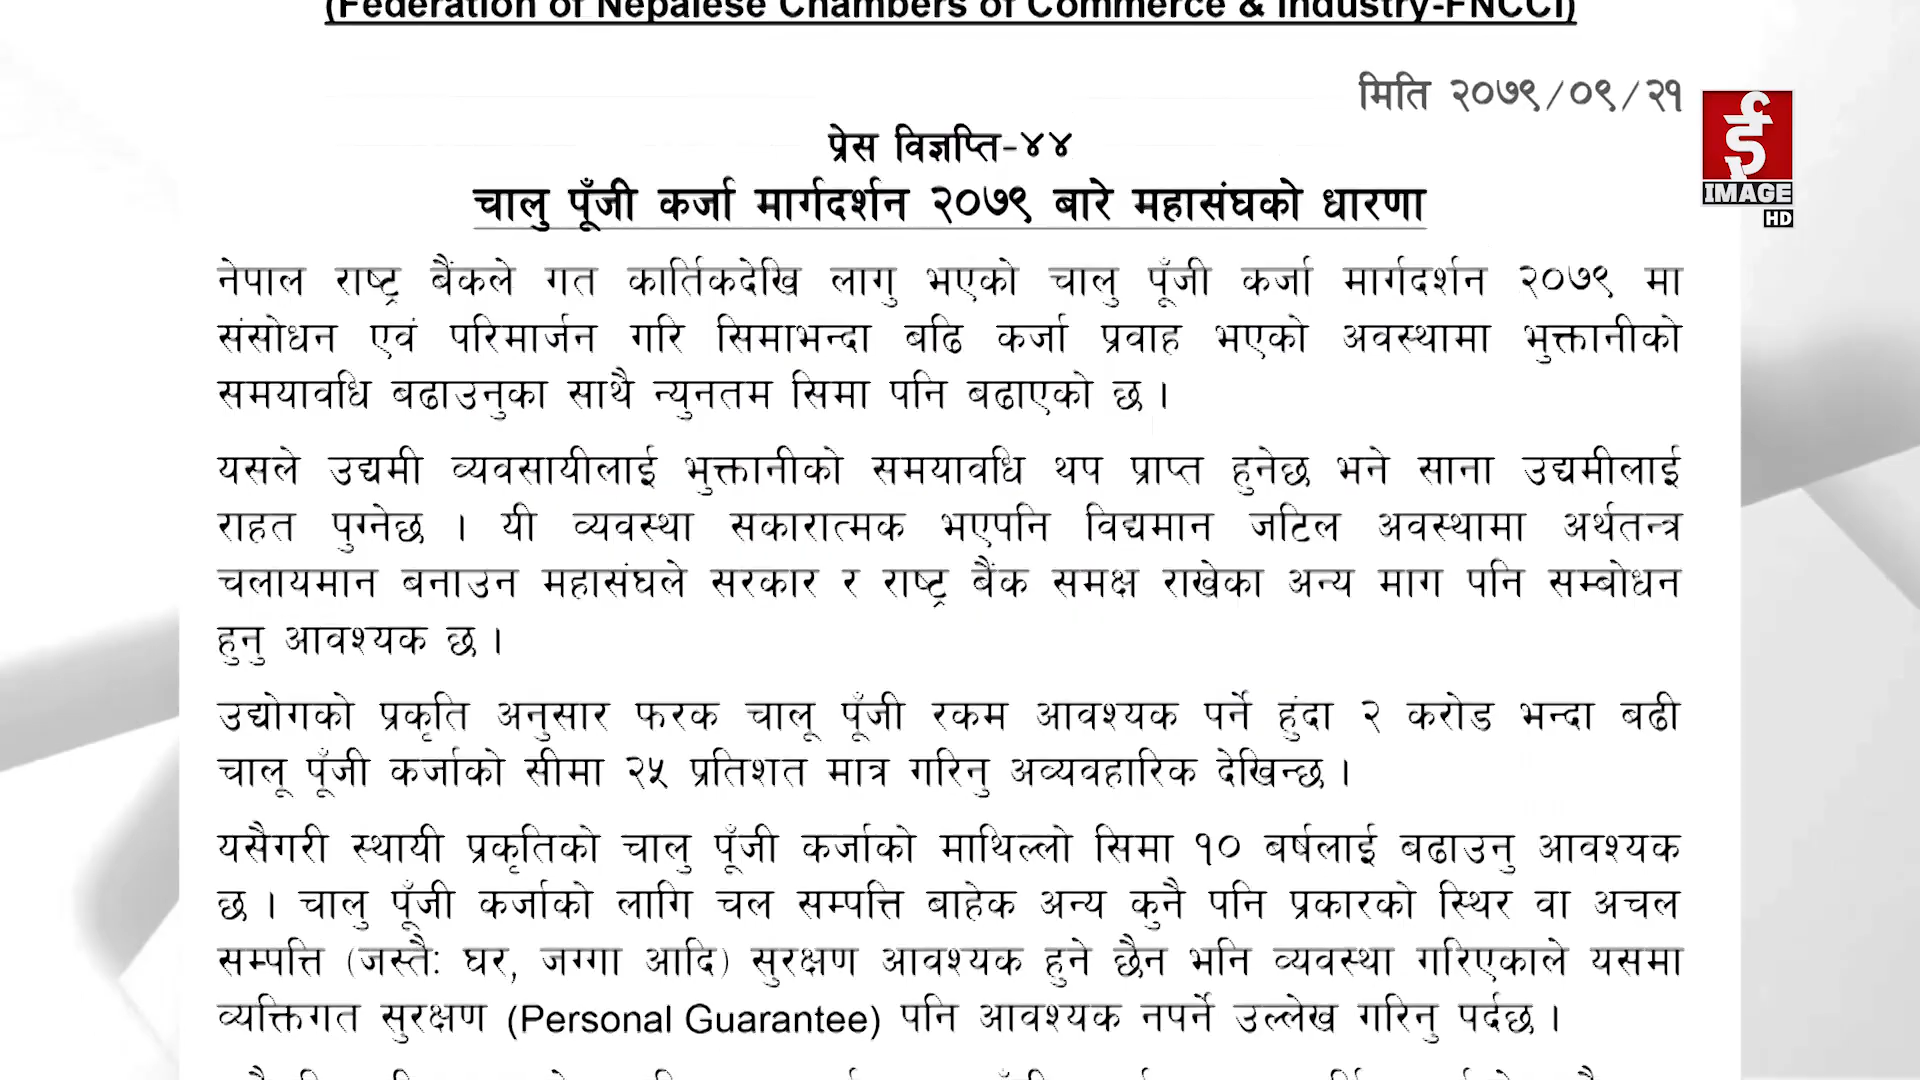 (Federation of Nepalese Chambers of Commerce & Industry-FNCCI)
मिति २०७९/०९/२१
प्रेस विज्ञप्ति-४४
चालु पूँजी कर्जा मार्गदर्शन २०७९ बारे महासंघको धारणा
नेपाल राष्ट्र बैंकले गत कार्तिकदेखि लागु भएको चालु पूँजी कर्जा मार्गदर्शन २०७९ मा
संसोधन एवं परिमार्जन गरि सिमाभन्दा बढि कर्जा प्रवाह भएको अवस्थामा भुक्तानीको
समयावधि बढाउनुका साथै न्युनतम सिमा पनि बढाएको छ ।
यसले उद्यमी व्यवसायीलाई भुक्तानीको समयावधि थप प्राप्त हुनेछ भने साना उद्यमीलाई
राहत पुग्नेछ । यी व्यवस्था सकारात्मक भएपनि विद्यमान जटिल अवस्थामा अर्थतन्त्र
चलायमान बनाउन महासंघले सरकार र राष्ट्र बैंक समक्ष राखेका अन्य माग पनि सम्बोधन
हुनु आवश्यक छ ।
उद्योगको प्रकृति अनुसार फरक चालू पूँजी रकम आवश्यक पर्ने हुंदा २ करोड भन्दा बढी
चालू पूँजी कर्जाको सीमा २५ प्रतिशत मात्र गरिनु अव्यवहारिक देखिन्छ ।
यसैगरी स्थायी प्रकृतिको चालु पूँजी कर्जाको माथिल्लो सिमा १० बर्षलाई बढाउनु आवश्यक
छ । चालु पूँजी कर्जाको लागि चल सम्पत्ति बाहेक अन्य कुनै पनि प्रकारको स्थिर वा अचल
सम्पत्ति (जस्तैः घर, जग्गा आदि) सुरक्षण आवश्यक हुने छैन भनि व्यवस्था गरिएकाले यसमा
व्यक्तिगत सुरक्षण (Personal Guarantee) पनि आवश्यक नपर्ने उल्लेख गरिनु पर्दछ ।
ई
IMAGE
HD